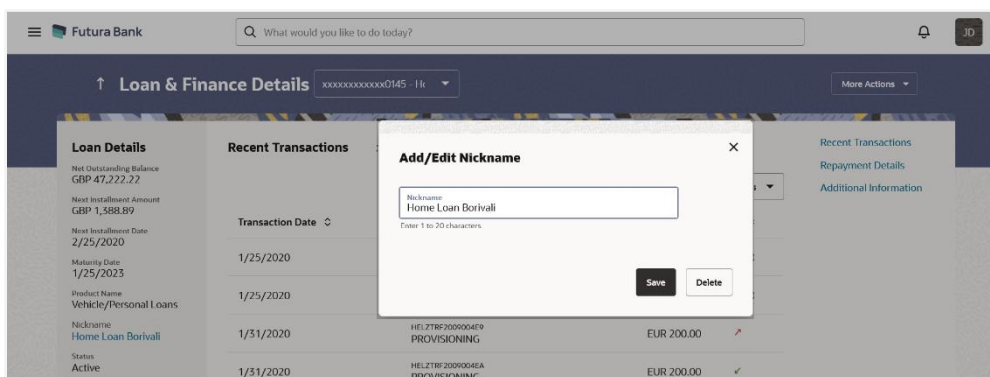 Futura Bank
What would you like to do today?
JD
Loan & Finance Details
xxxxxxxxxxxx0145 - H
More Actions
Loan Details
Net Outstanding Balance
GBP 47,222.22
Next Installment Amount
GBP 1,388.89
Next Installment Date
2/25/2020
Maturity Date
1/25/2023
Product Name
Vehicle/Personal Loans
Nickname
Home Loan Borivali
Status
Active
Recent Transactions
Transaction Date
1/25/2020
1/25/2020
1/31/2020
HELZTRF2009004E9
PROVISIONING
EUR 200.00
1/31/2020
HELZTRF2009004EA
PROVISIONING
EUR 200.00
Add/Edit Nickname
Nickname
Home Loan Borivali
Enter 1 to 20 characters.
Save
Delete
Recent Transactions
Repayment Details
Additional Information